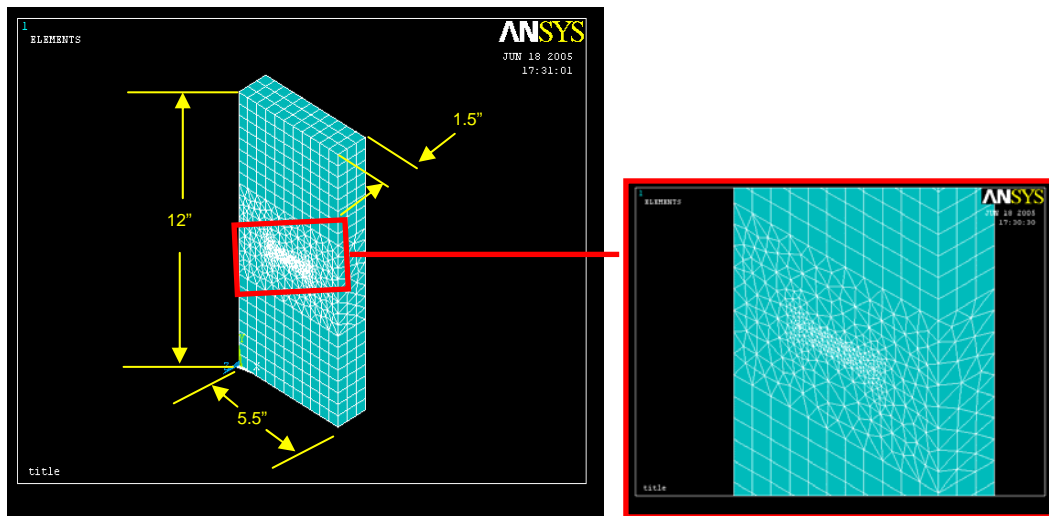 1
ELEMENTS
ANSYS
JUN 18 2005
17:31:01
1.5"
12"
5.5"
title
1
ELEMENTS
ANSYS
JUN 18 2005
17:30:30
title